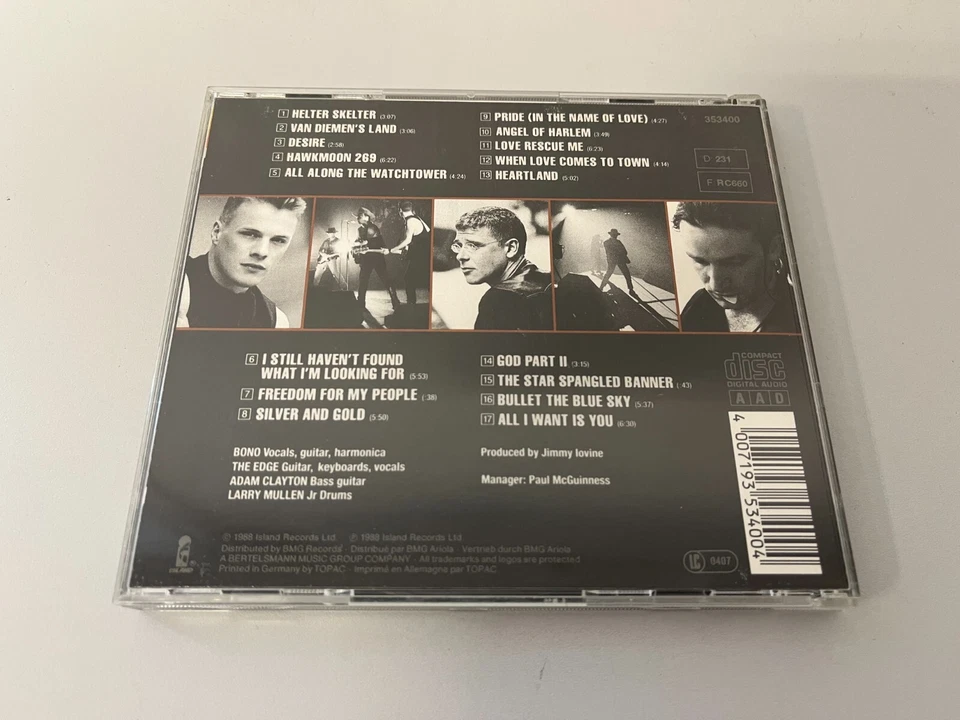 1 HELTER SKELTER (3:07)
2 VAN DIEMEN'S LAND (3:06)
3 DESIRE (2:58)
4 HAWKMOON 269 (6:22)
5 ALL ALONG THE WATCHTOWER (4:24)
9 PRIDE (IN THE NAME OF LOVE) (4:27)
10 ANGEL OF HARLEM (3:49)
11 LOVE RESCUE ME (6:23)
12 WHEN LOVE COMES TO TOWN (4:14)
13 HEARTLAND (5:02)
353400
D 231
F RC660
6 I STILL HAVEN'T FOUND
WHAT I'M LOOKING FOR (5:53)
7 FREEDOM FOR MY PEOPLE (:38)
8 SILVER AND GOLD (5:50)
14 GOD PART II (3:15)
15 THE STAR SPANGLED BANNER (:43)
16 BULLET THE BLUE SKY (5:37)
17 ALL I WANT IS YOU (6:30)
COMPACT
disc
DIGITAL AUDIO
AAD
BONO Vocals, guitar, harmonica
THE EDGE Guitar, keyboards, vocals
ADAM CLAYTON Bass guitar
LARRY MULLEN Jr Drums
Produced by Jimmy Iovine
Manager: Paul McGuinness
4 007193 534004
ISLAND
℗ 1988 Island Records Ltd. © 1988 Island Records Ltd.
Distributed by BMG Records - Distribué par BMG Ariola - Vertrieb durch BMG Ariola
A BERTELSMANN MUSIC GROUP COMPANY - All trademarks and logos are protected
Printed in Germany by TOPAC - Imprimé en Allemagne par TOPAC
LC 0407